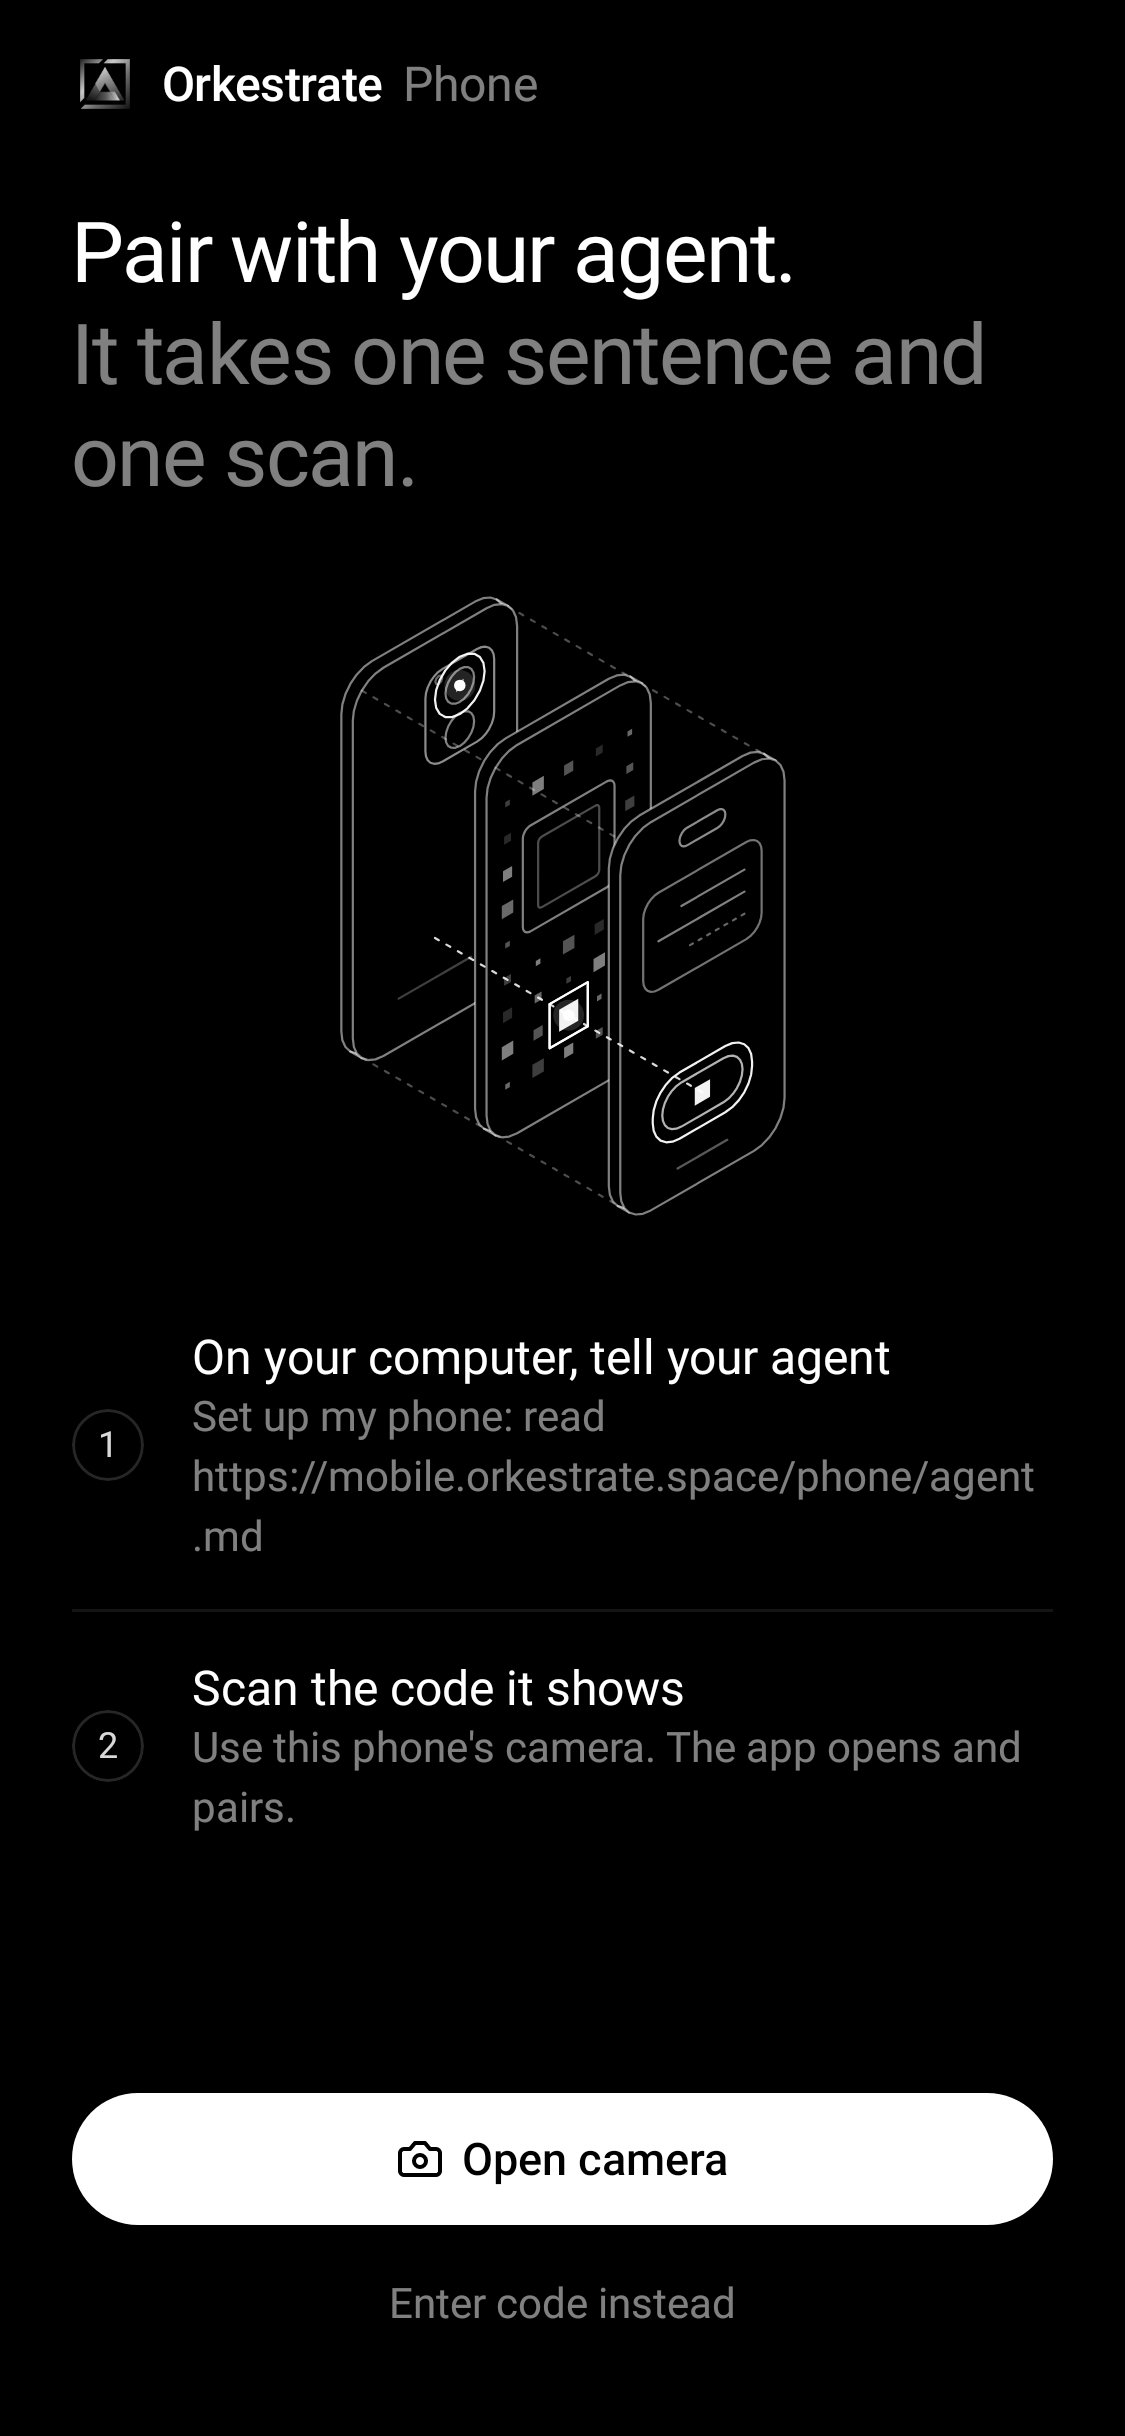 Orkestrate Phone
Pair with your agent.
It takes one sentence and
one scan.
On your computer, tell your agent
1
Set up my phone: read
https://mobile.orkestrate.space/phone/agent
.md
Scan the code it shows
2
Use this phone's camera. The app opens and
pairs.
Open camera
Enter code instead